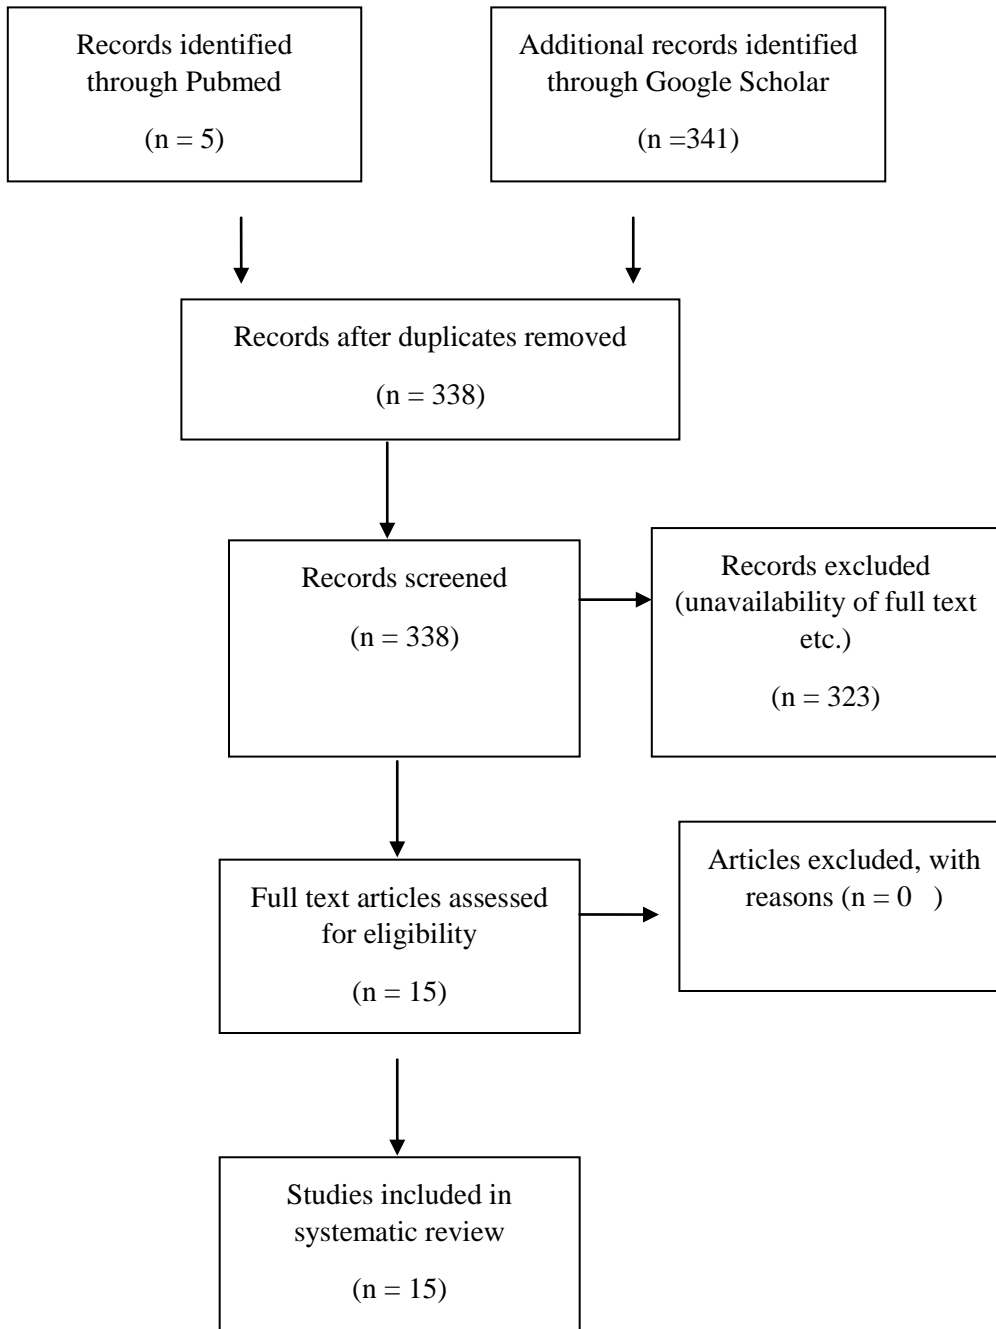 Records identified
through Pubmed
(n = 5)
Additional records identified
through Google Scholar
(n =341)
Records after duplicates removed
(n = 338)
Records screened
(n = 338)
Records excluded
(unavailability of full text
etc.)
(n = 323)
Full text articles assessed
for eligibility
(n = 15)
Articles excluded, with
reasons (n = 0   )
Studies included in
systematic review
(n = 15)